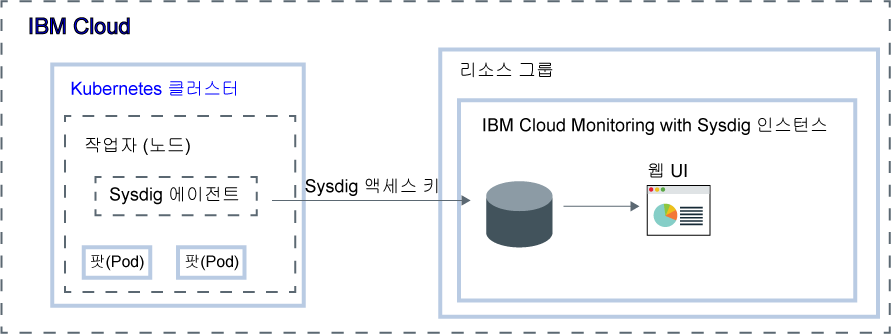 IBM Cloud
Kubernetes 클러스터
작업자 (노드)
Sysdig 에이전트
팟(Pod)
팟(Pod)
Sysdig 액세스 키
리소스 그룹
IBM Cloud Monitoring with Sysdig 인스턴스
웹 UI